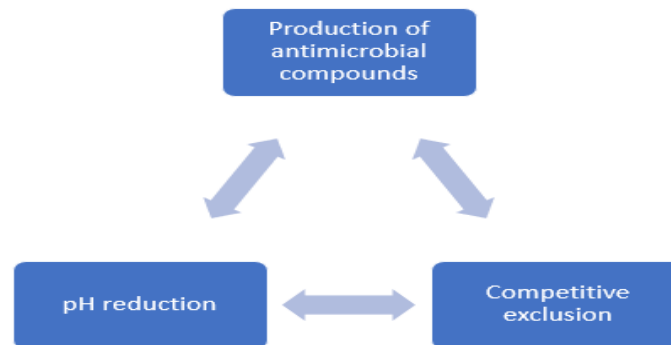 Production of
antimicrobial
compounds
pH reduction
Competitive
exclusion